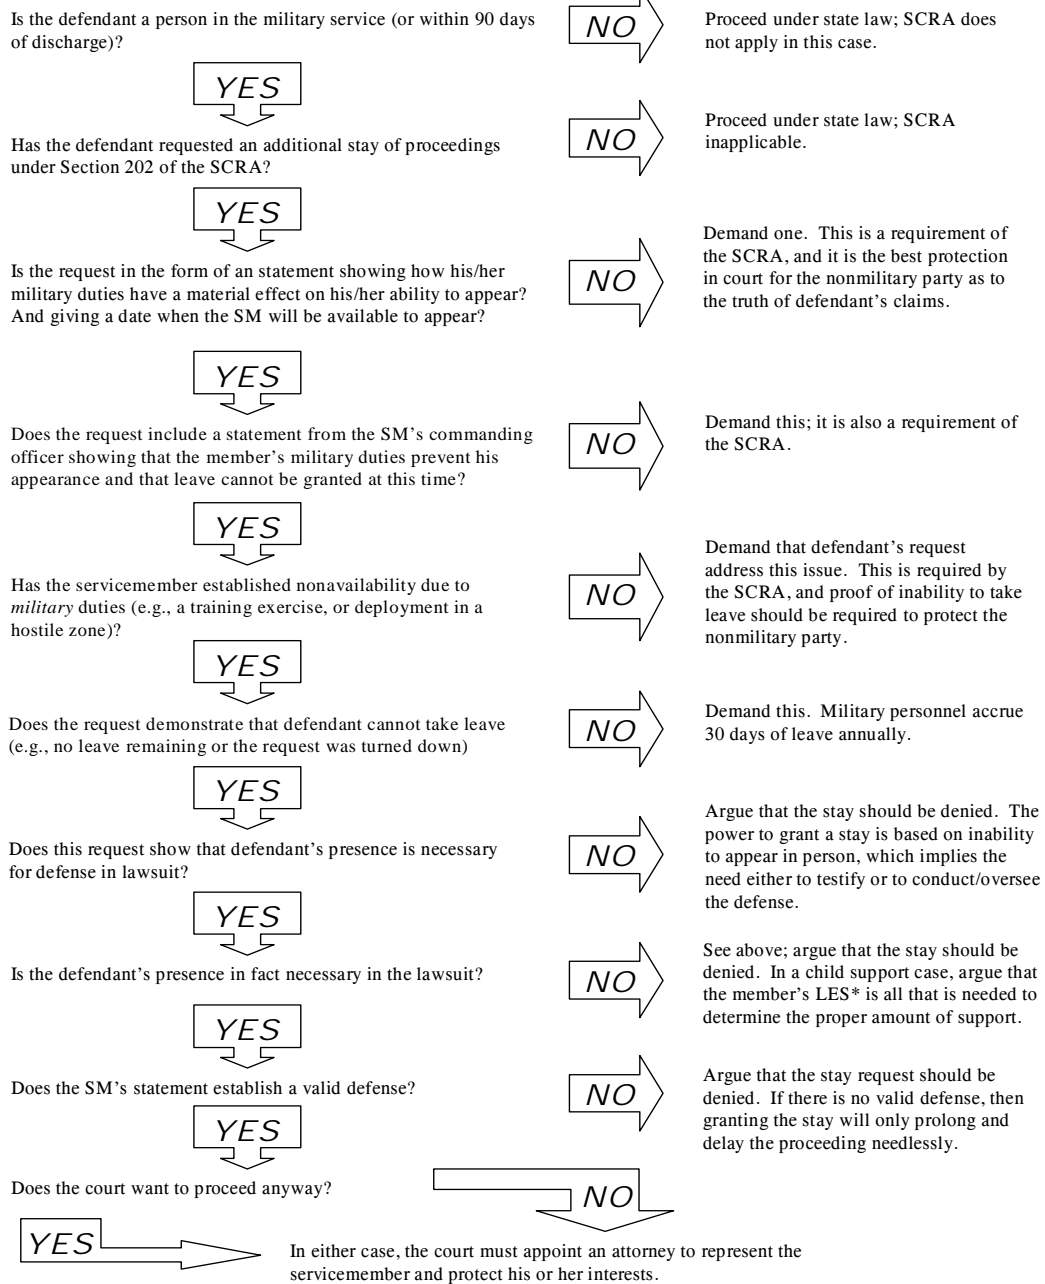 Is the defendant a person in the military service (or within 90 days
of discharge)?
NO
Proceed under state law; SCRA does
not apply in this case.
YES
Has the defendant requested an additional stay of proceedings
under Section 202 of the SCRA?
NO
Proceed under state law; SCRA
inapplicable.
YES
Is the request in the form of an statement showing how his/her
military duties have a material effect on his/her ability to appear?
And giving a date when the SM will be available to appear?
NO
Demand one. This is a requirement of
the SCRA, and it is the best protection
in court for the nonmilitary party as to
the truth of defendant's claims.
YES
Does the request include a statement from the SM's commanding
officer showing that the member's military duties prevent his
appearance and that leave cannot be granted at this time?
NO
Demand this; it is also a requirement of
the SCRA.
YES
Has the servicemember established nonavailability due to
military duties (e.g., a training exercise, or deployment in a
hostile zone)?
NO
Demand that defendant's request
address this issue. This is required by
the SCRA, and proof of inability to take
leave should be required to protect the
nonmilitary party.
YES
Does the request demonstrate that defendant cannot take leave
(e.g., no leave remaining or the request was turned down)
NO
Demand this. Military personnel accrue
30 days of leave annually.
YES
Does this request show that defendant's presence is necessary
for defense in lawsuit?
NO
Argue that the stay should be denied. The
power to grant a stay is based on inability
to appear in person, which implies the
need either to testify or to conduct/oversee
the defense.
YES
Is the defendant's presence in fact necessary in the lawsuit?
NO
See above; argue that the stay should be
denied. In a child support case, argue that
the member's LES* is all that is needed to
determine the proper amount of support.
YES
Does the SM's statement establish a valid defense?
NO
Argue that the stay request should be
denied. If there is no valid defense, then
granting the stay will only prolong and
delay the proceeding needlessly.
YES
Does the court want to proceed anyway?
NO
YES
In either case, the court must appoint an attorney to represent the
servicemember and protect his or her interests.